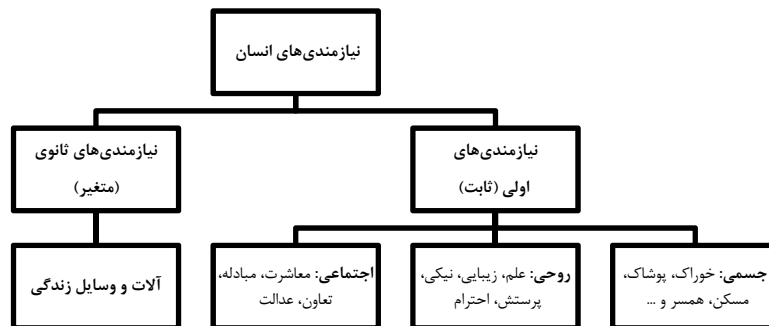 نیازمندی‌های انسان
نیازمندی‌های
اولی (ثابت)
نیازمندی‌های ثانوی
(متغیر)
جسمی: خوراک، پوشاک،
مسکن، همسر و ...
روحی: علم، زیبایی، نیکی،
پرستش، احترام
اجتماعی: معاشرت، مبادله،
تعاون، عدالت
آلات و وسایل زندگی